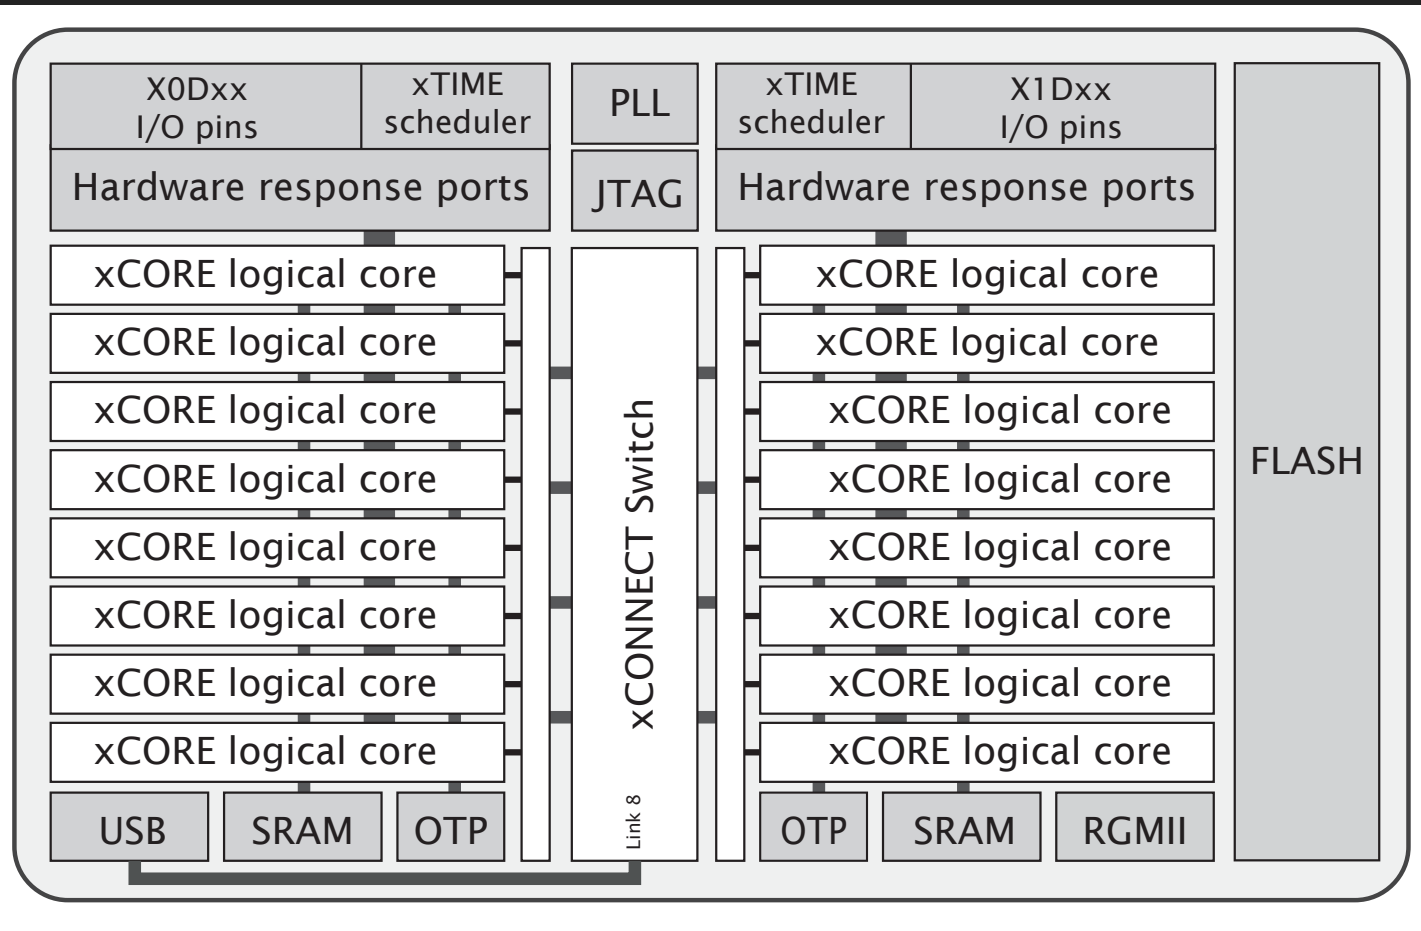 X0Dxx
I/O pins
xTIME
scheduler
Hardware response ports
PLL
JTAG
xTIME
scheduler
X1Dxx
I/O pins
Hardware response ports
xCORE logical core
xCORE logical core
xCORE logical core
xCORE logical core
xCORE logical core
xCORE logical core
xCORE logical core
xCORE logical core
USB
SRAM
OTP
xCONNECT Switch
Link 8
xCORE logical core
xCORE logical core
xCORE logical core
xCORE logical core
xCORE logical core
xCORE logical core
xCORE logical core
xCORE logical core
OTP
SRAM
RGMII
FLASH